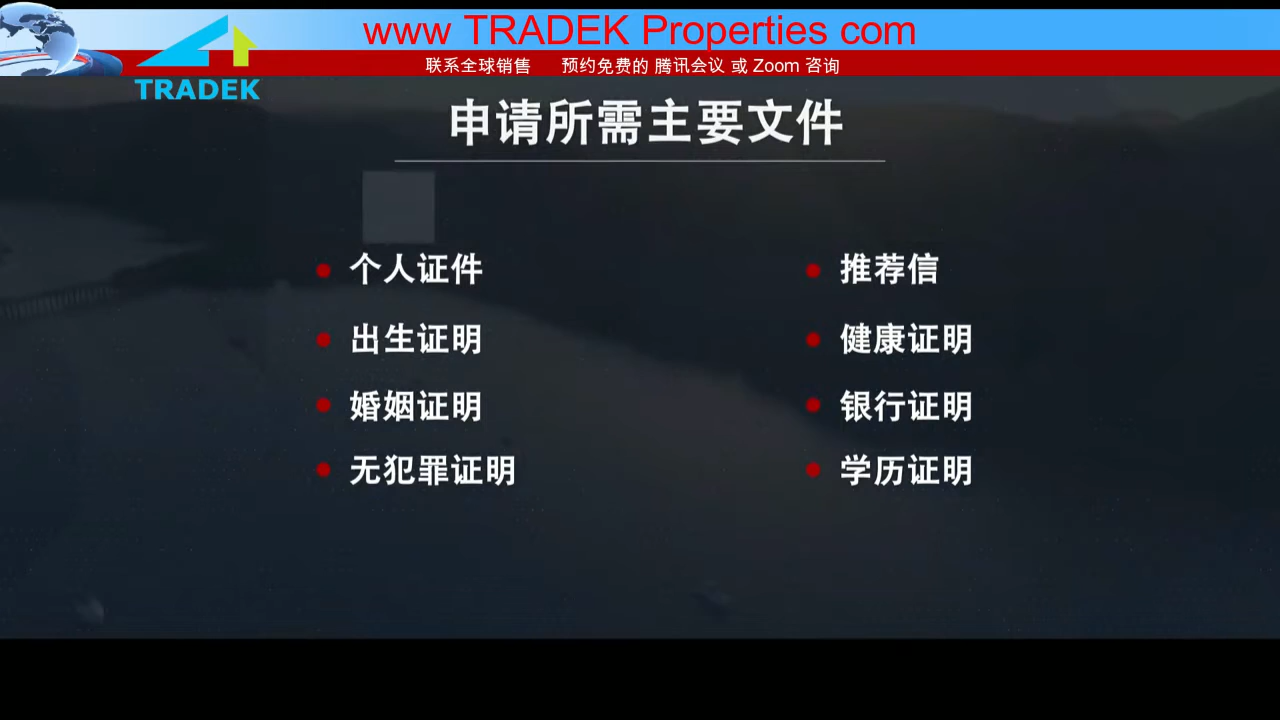 www TRADEK Properties com
联系全球销售 预约免费的 腾讯会议 或 Zoom 咨询
TRADEK
申请所需主要文件
个人证件
出生证明
婚姻证明
无犯罪证明
推荐信
健康证明
银行证明
学历证明